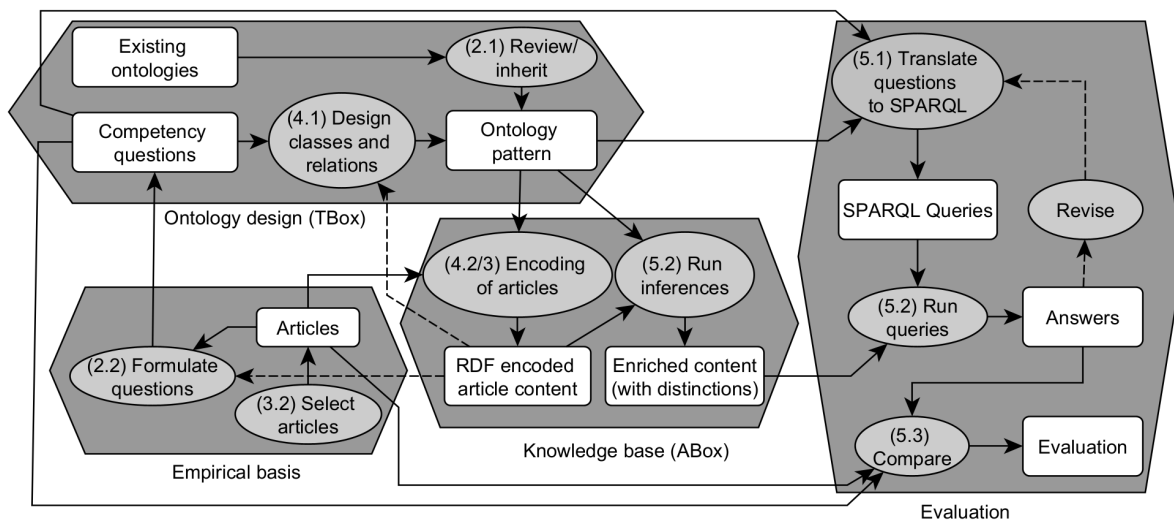 Existing
ontologies
(2.1) Review/
inherit
Competency
questions
(4.1) Design
classes and
relations
Ontology
pattern
Ontology design (TBox)
(4.2/3) Encoding
of articles
(5.2) Run
inferences
RDF encoded
article content
Enriched content
(with distinctions)
Knowledge base (ABox)
Articles
(2.2) Formulate
questions
(3.2) Select
articles
Empirical basis
(5.1) Translate
questions
to SPARQL
SPARQL Queries
Revise
(5.2) Run
queries
Answers
(5.3)
Compare
Evaluation
Evaluation